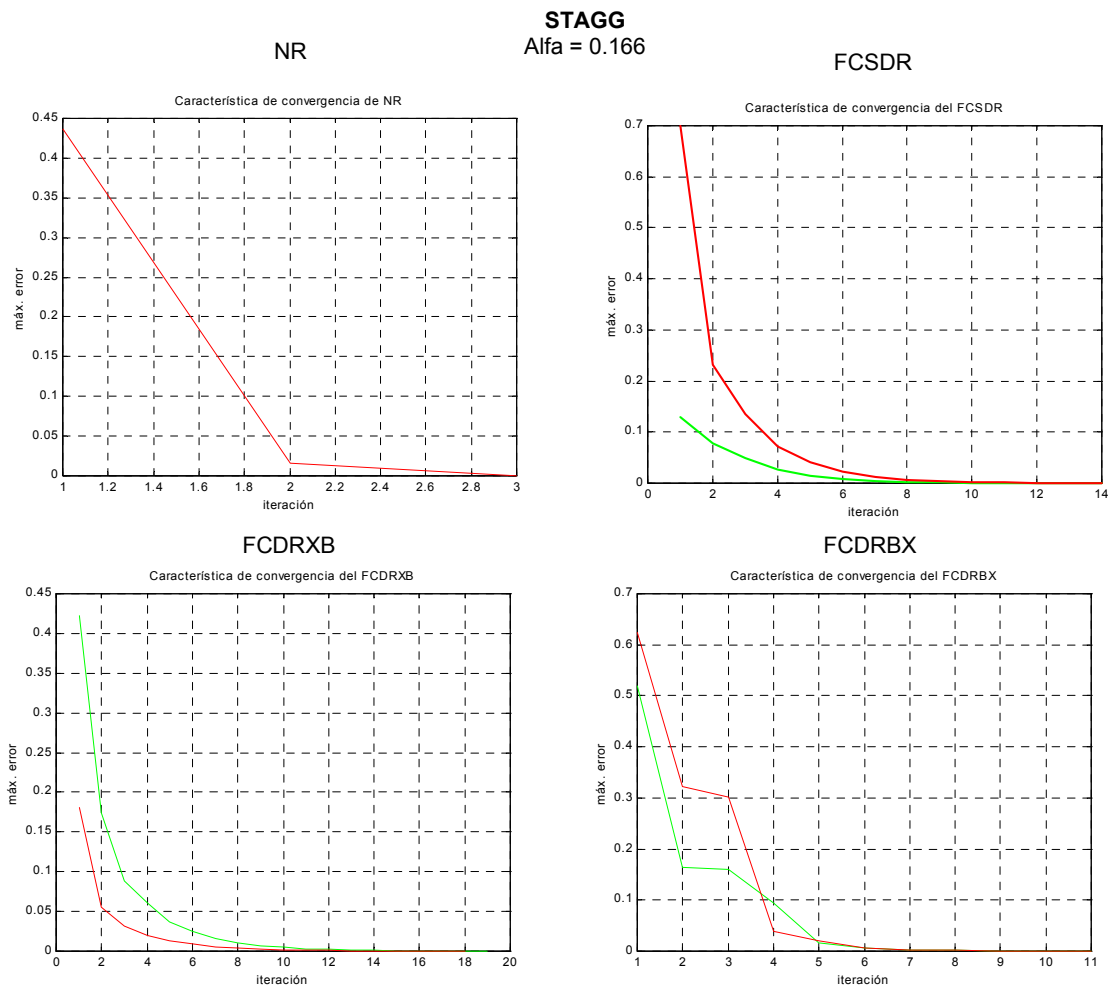 STAGG
Alfa = 0.166
NR
Característica de convergencia de NR
máx. error
0.45
0.4
0.35
0.3
0.25
0.2
0.15
0.1
0.05
0
1 1.2 1.4 1.6 1.8 2 2.2 2.4 2.6 2.8 3
iteración
FCSDR
Característica de convergencia del FCSDR
máx. error
0.7
0.6
0.5
0.4
0.3
0.2
0.1
0
0 2 4 6 8 10 12 14
iteración
FCDRXB
Característica de convergencia del FCDRXB
máx. error
0.45
0.4
0.35
0.3
0.25
0.2
0.15
0.1
0.05
0
0 2 4 6 8 10 12 14 16 18 20
iteración
FCDRBX
Característica de convergencia del FCDRBX
máx. error
0.7
0.6
0.5
0.4
0.3
0.2
0.1
0
1 2 3 4 5 6 7 8 9 10 11
iteración